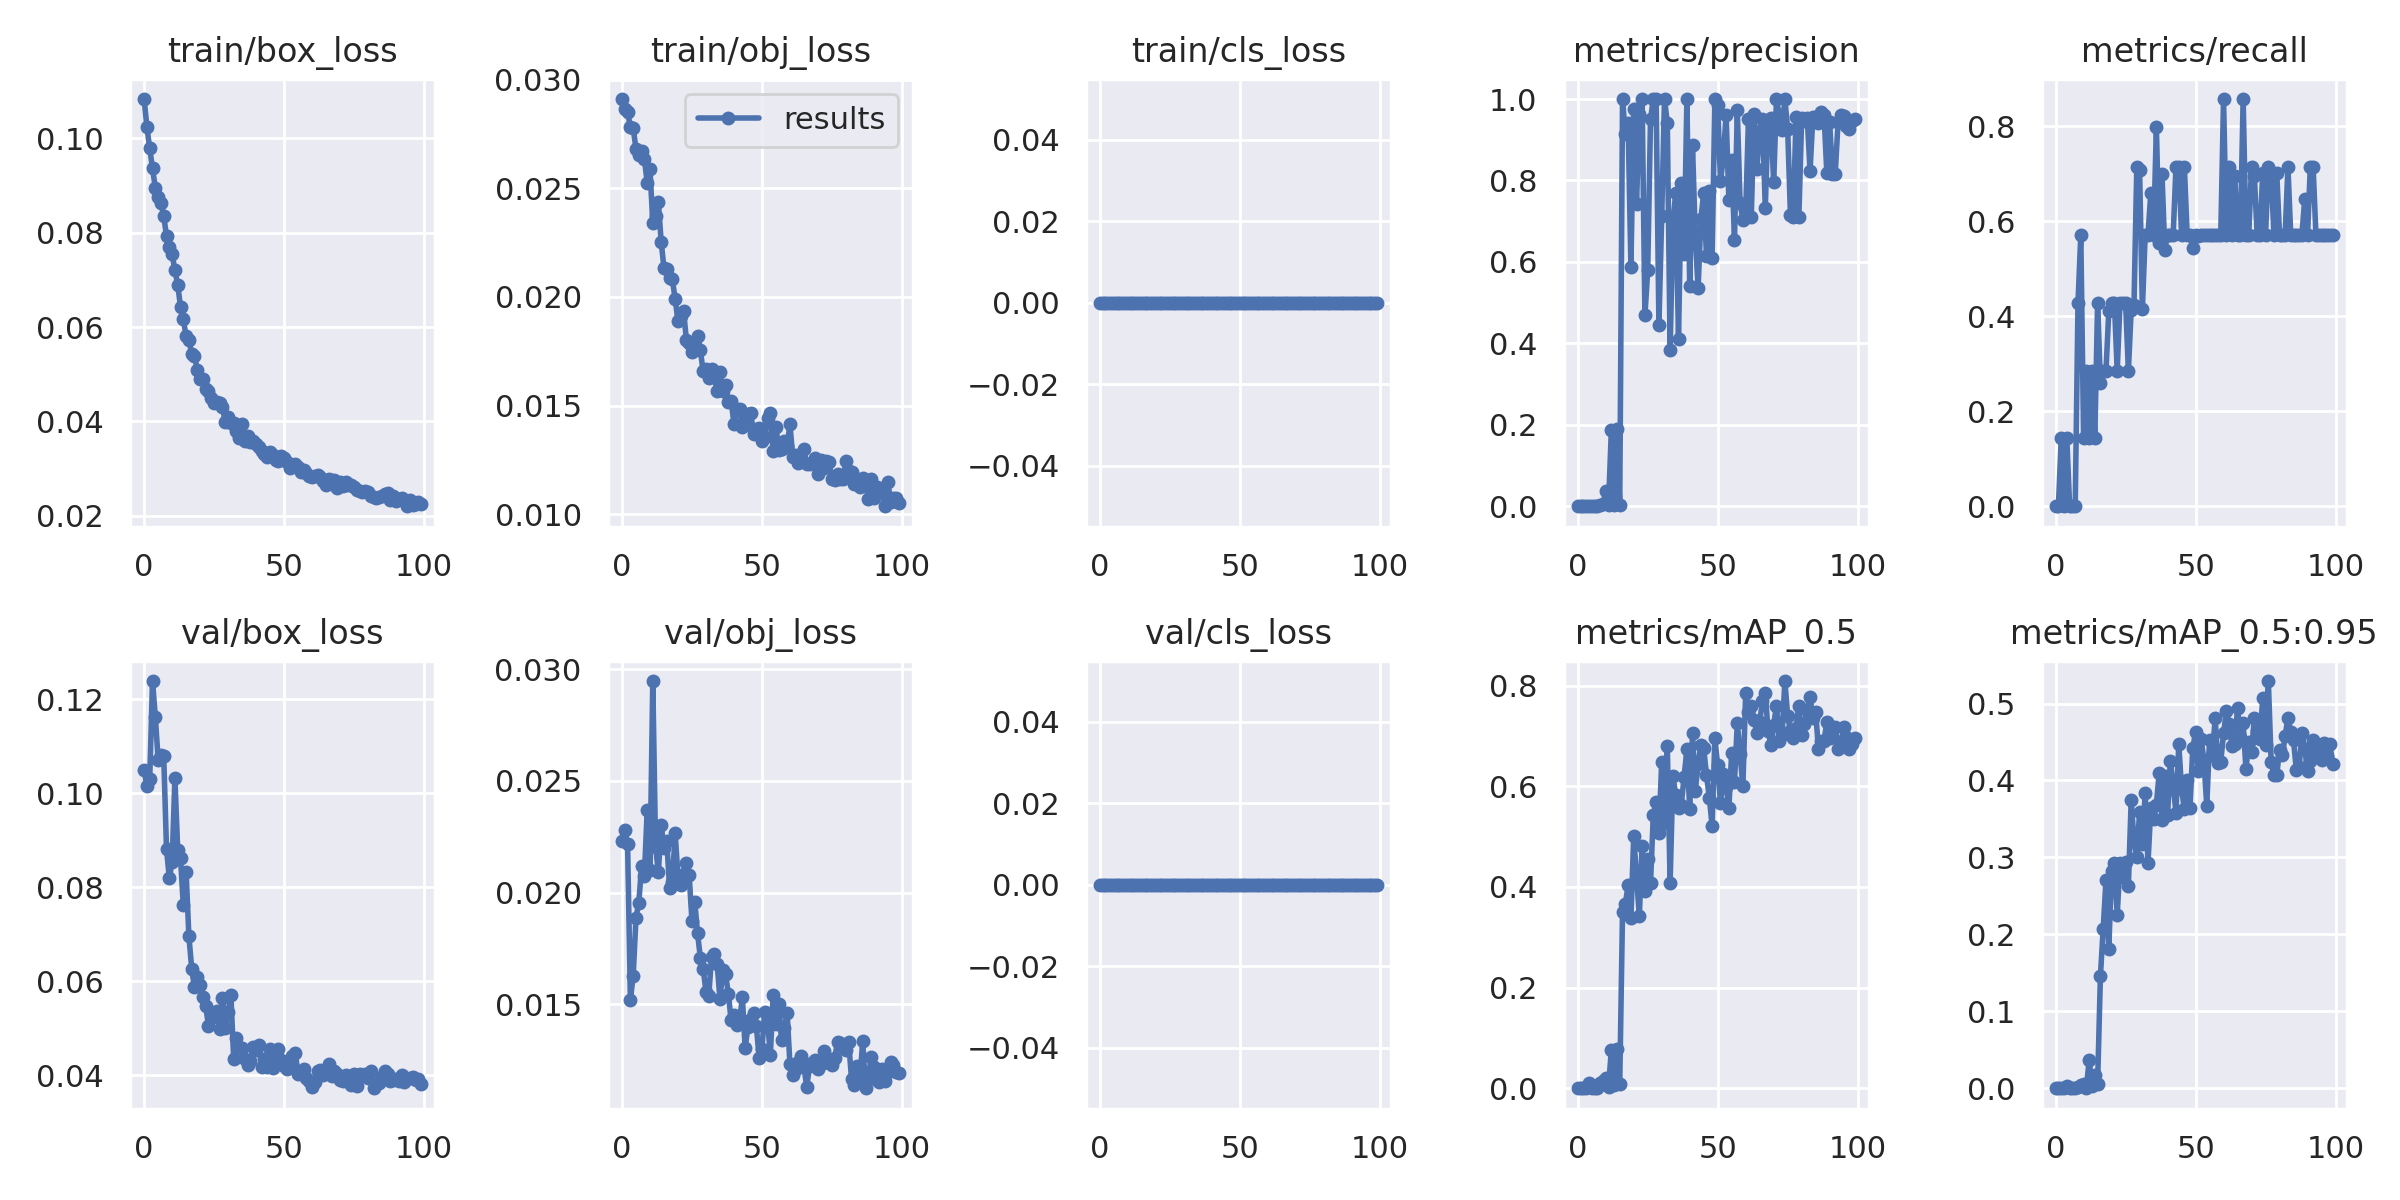 train/box_loss
0.10
0.08
0.06
0.04
0.02
0 50 100
train/obj_loss
results
0.030
0.025
0.020
0.015
0.010
0 50 100
train/cls_loss
0.04
0.02
0.00
−0.02
−0.04
0 50 100
metrics/precision
1.0
0.8
0.6
0.4
0.2
0.0
0 50 100
metrics/recall
0.8
0.6
0.4
0.2
0.0
0 50 100
val/box_loss
0.12
0.10
0.08
0.06
0.04
0 50 100
val/obj_loss
0.030
0.025
0.020
0.015
0 50 100
val/cls_loss
0.04
0.02
0.00
−0.02
−0.04
0 50 100
metrics/mAP_0.5
0.8
0.6
0.4
0.2
0.0
0 50 100
metrics/mAP_0.5:0.95
0.5
0.4
0.3
0.2
0.1
0.0
0 50 100